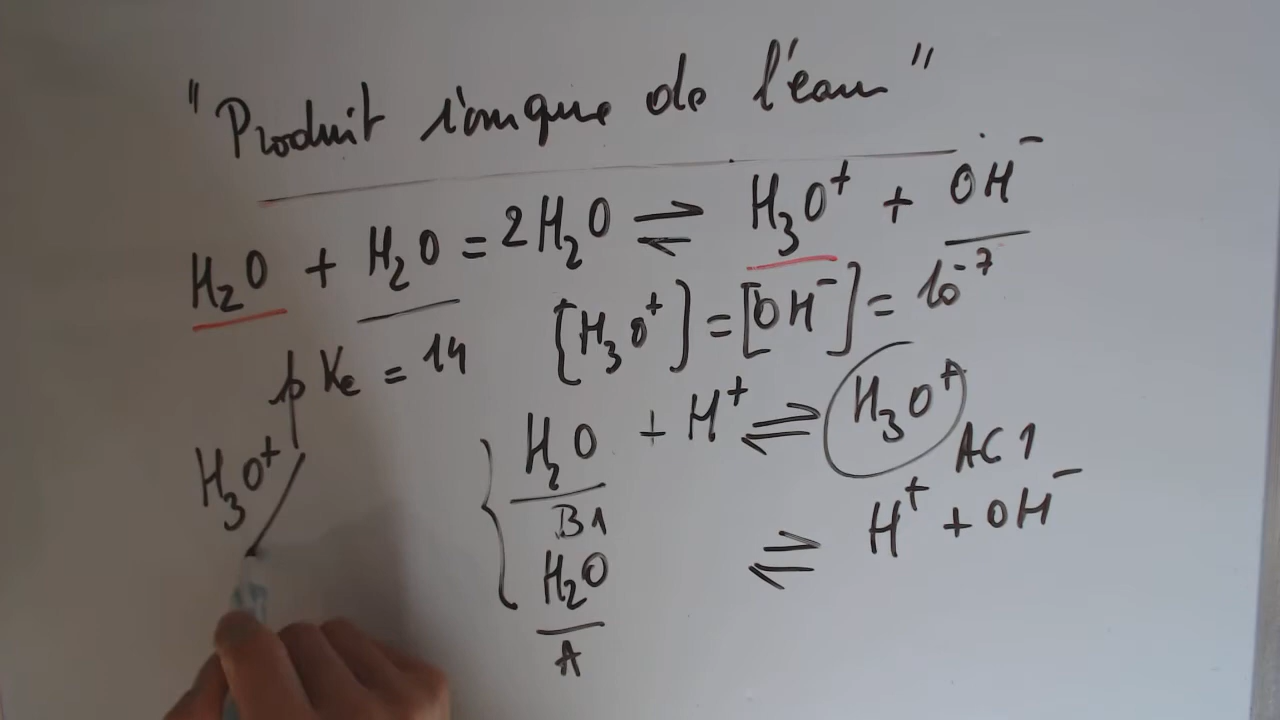 "Produit ionique de l'eau"
H₂O + H₂O = 2H₂O ⇌ H₃O⁺ + OH⁻
[H₃O⁺] = [OH⁻] = 10⁻⁷
pKe = 14
H₂O + H⁺ ⇌ H₃O⁺
B1 AC1
H₃O⁺
H₂O ⇌ H⁺ + OH⁻
A